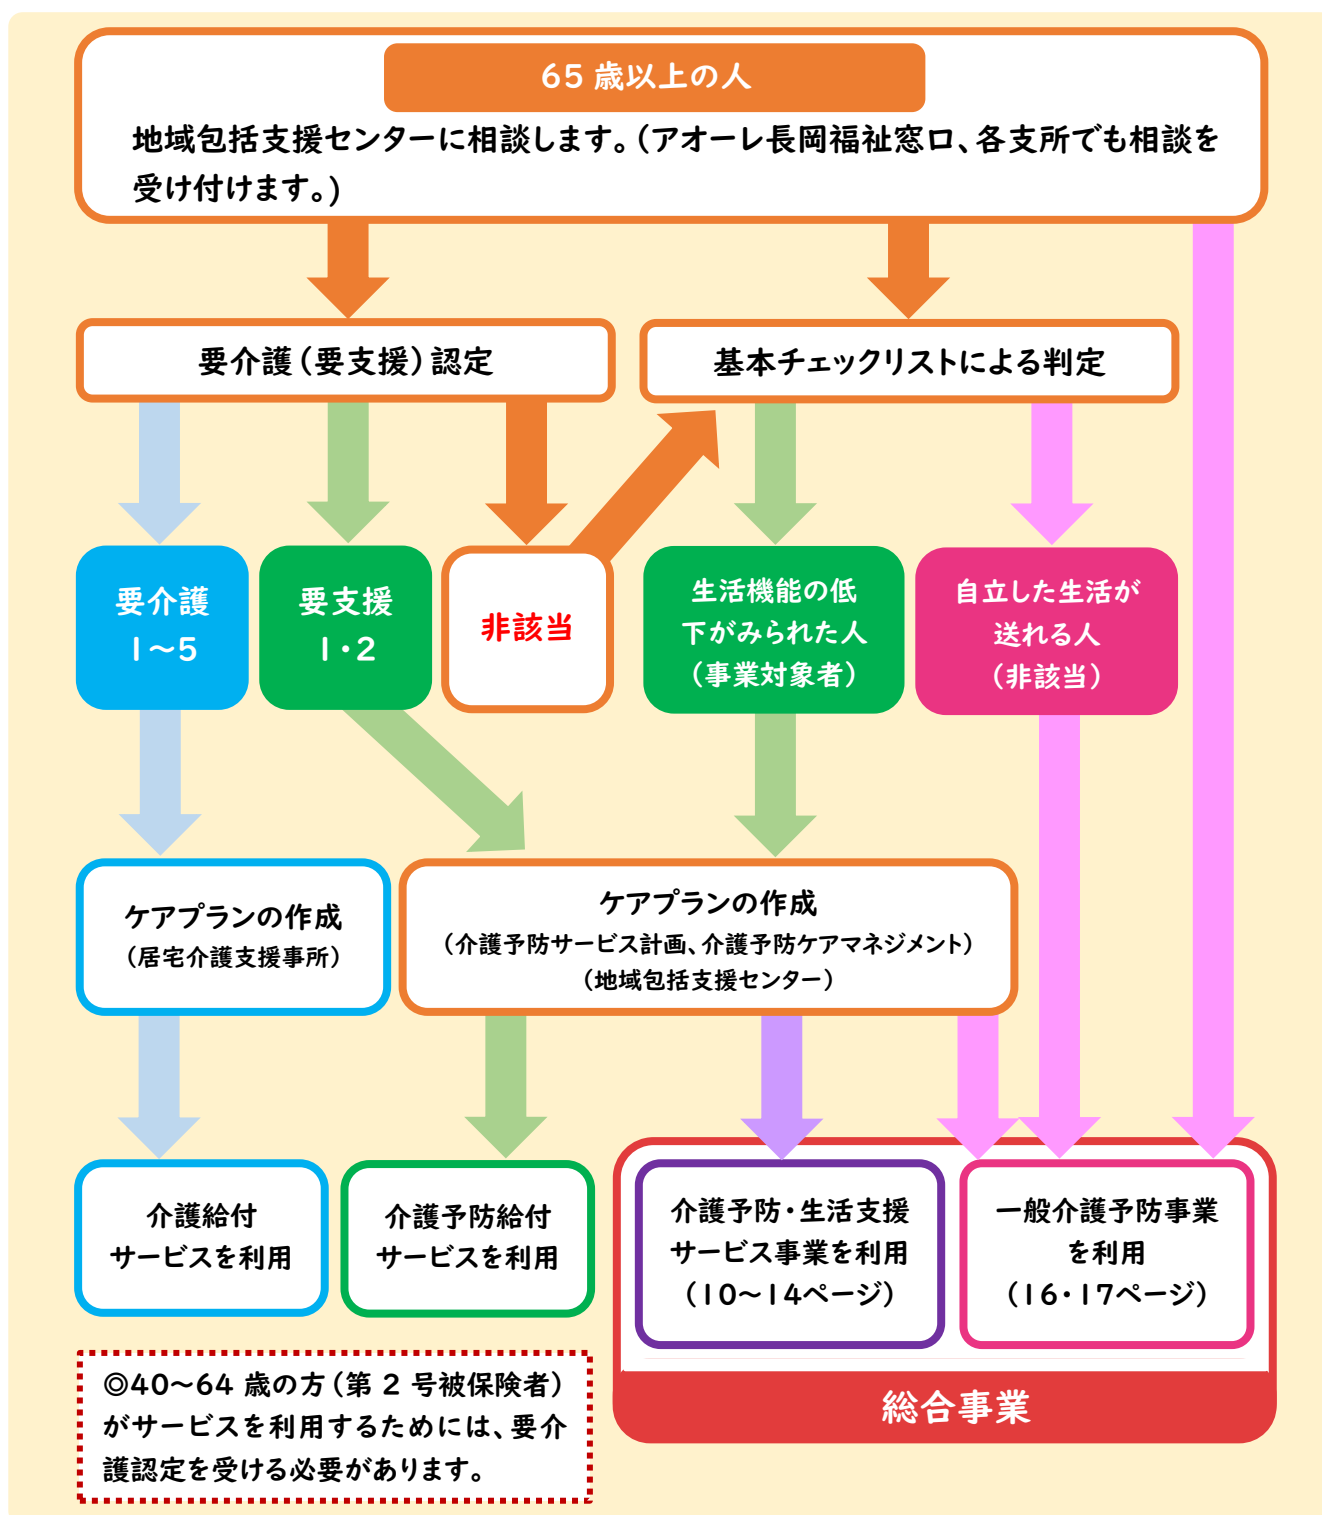 65 歳以上の人
地域包括支援センターに相談します。(アオーレ長岡福祉窓口、各支所でも相談を
受け付けます。)
要介護(要支援)認定
基本チェックリストによる判定
要介護
1～5
要支援
1・2
非該当
生活機能の低
下がみられた人
(事業対象者)
自立した生活が
送れる人
(非該当)
ケアプランの作成
(居宅介護支援事所)
ケアプランの作成
(介護予防サービス計画、介護予防ケアマネジメント)
(地域包括支援センター)
介護給付
サービスを利用
介護予防給付
サービスを利用
介護予防・生活支援
サービス事業を利用
(10～14ページ)
一般介護予防事業
を利用
(16・17ページ)
総合事業
◎40～64 歳の方(第 2 号被保険者)
がサービスを利用するためには、要介
護認定を受ける必要があります。